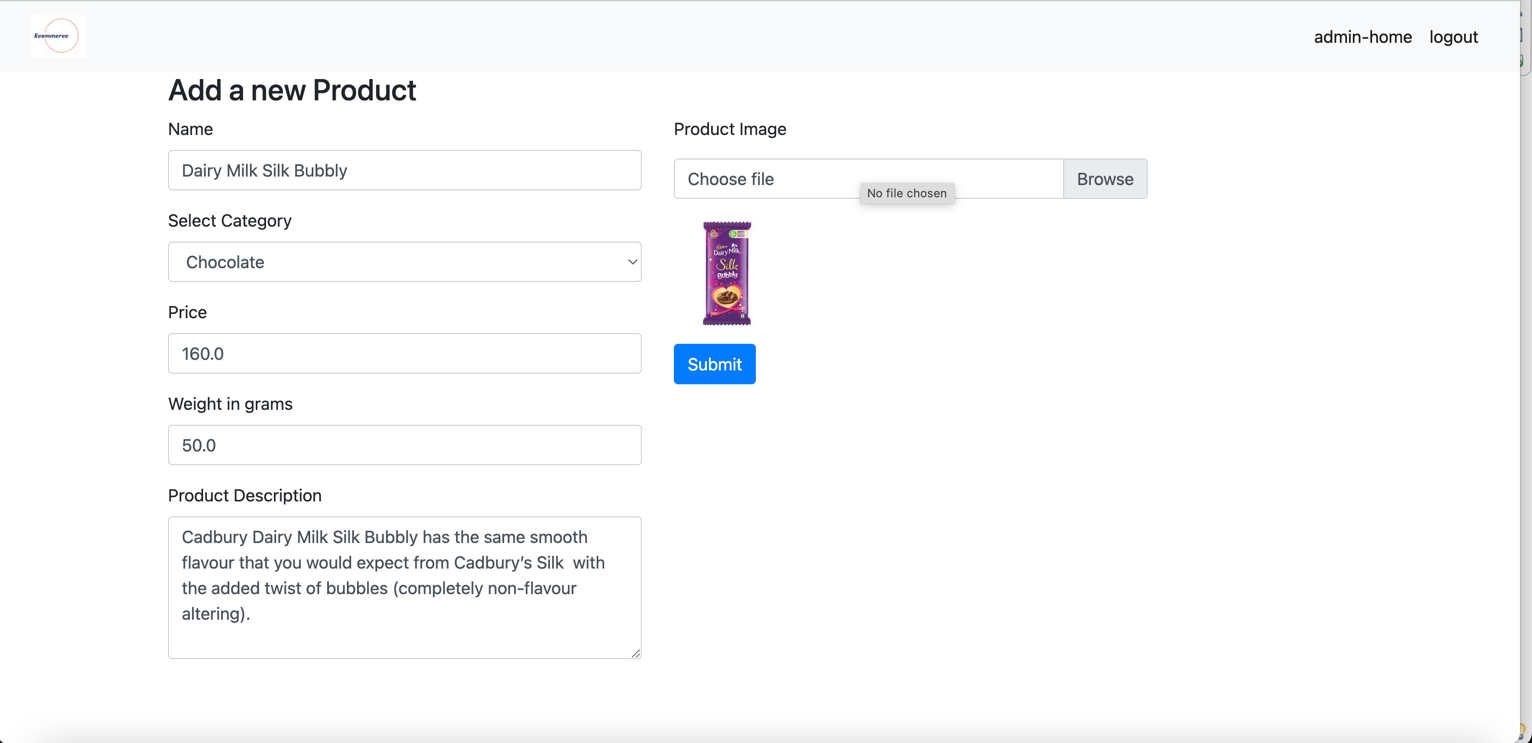 Ecommerce
admin-home logout
Add a new Product
Name
Dairy Milk Silk Bubbly
Select Category
Chocolate
Price
160.0
Weight in grams
50.0
Product Description
Cadbury Dairy Milk Silk Bubbly has the same smooth
flavour that you would expect from Cadbury’s Silk  with
the added twist of bubbles (completely non-flavour
altering).
Product Image
Choose file
Browse
No file chosen
Dairy Milk
Silk
Bubbly
Submit